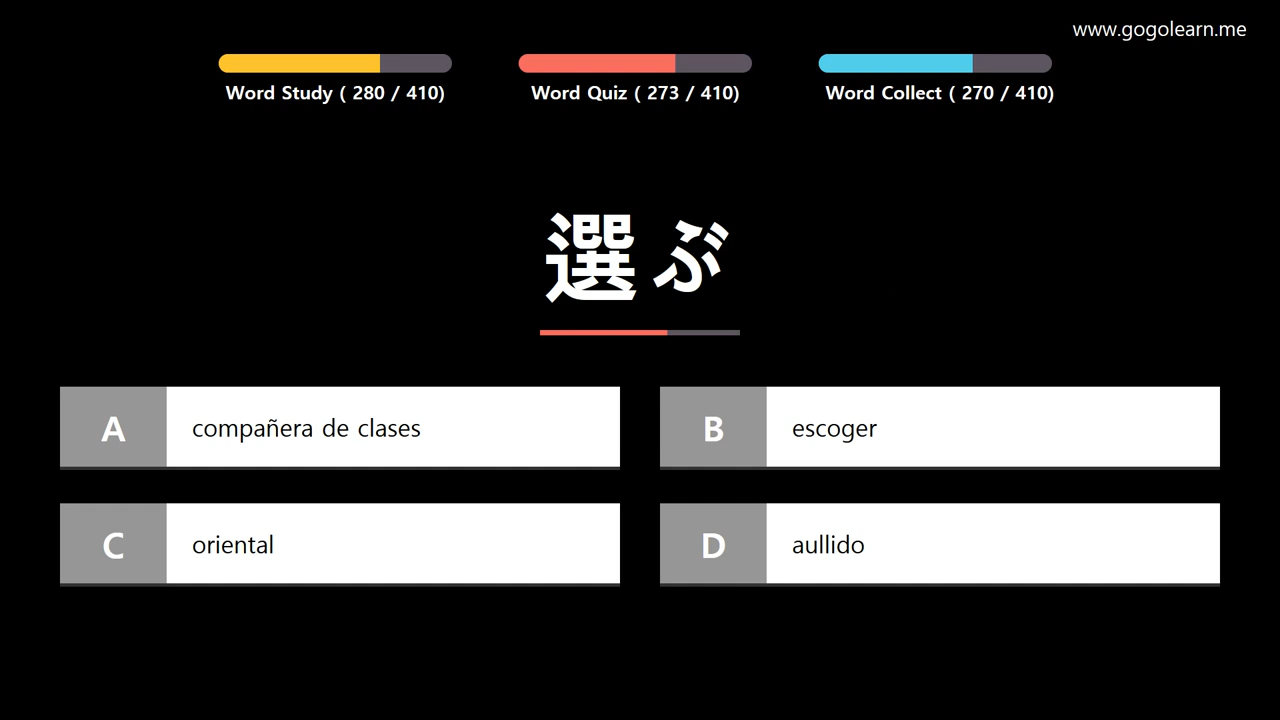 www.gogolearn.me
Word Study ( 280 / 410)
Word Quiz ( 273 / 410)
Word Collect ( 270 / 410)
選ぶ
A compañera de clases
B escoger
C oriental
D aullido